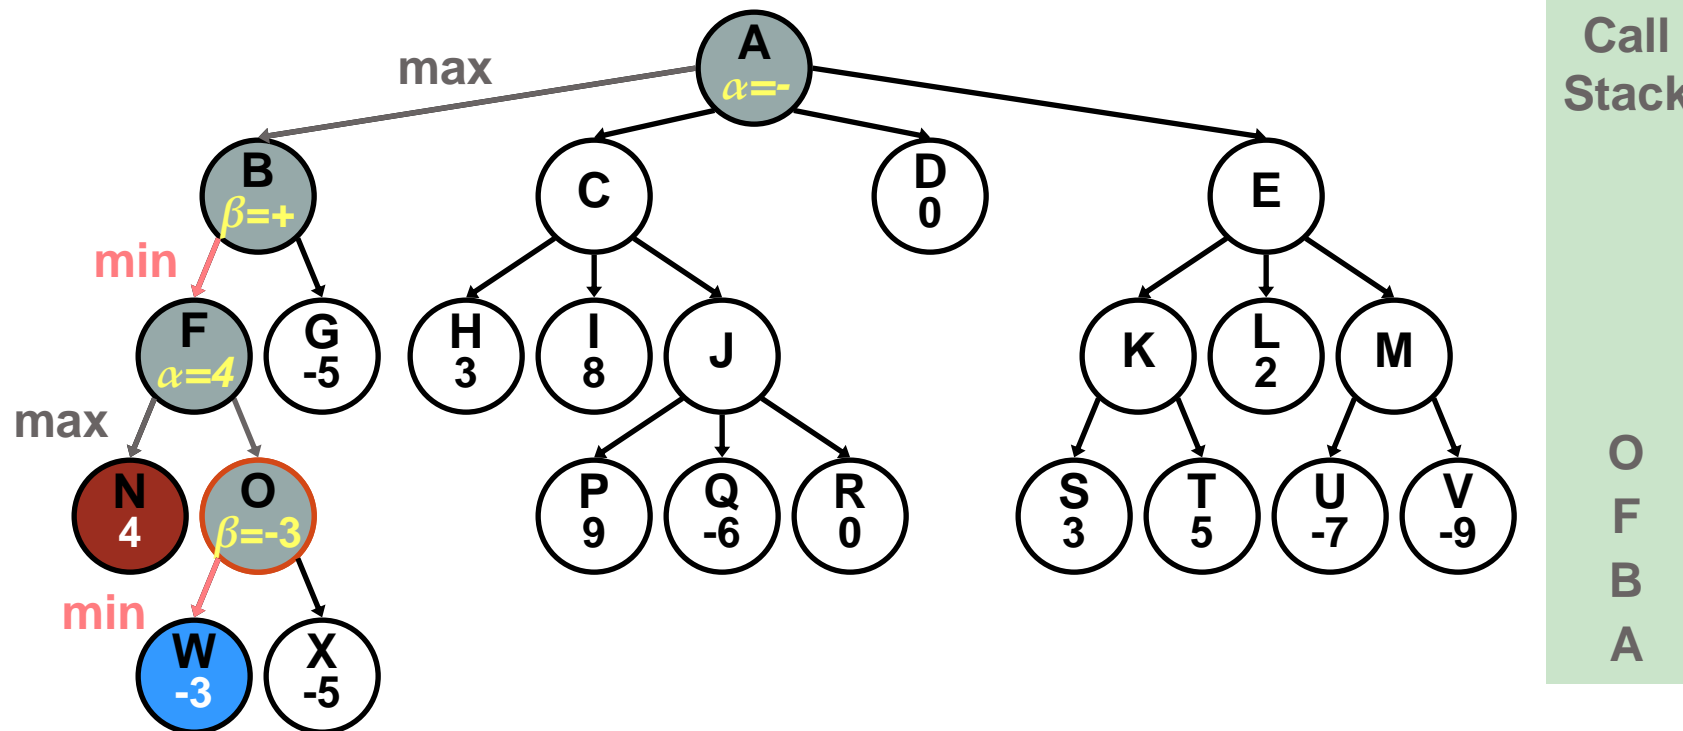 Call
Stack
A
α=-
max
B
β=+
C
D
0
E
min
F
α=4
G
-5
H
3
I
8
J
K
L
2
M
max
N
4
O
β=-3
P
9
Q
-6
R
0
S
3
T
5
U
-7
V
-9
O
F
B
A
min
W
-3
X
-5